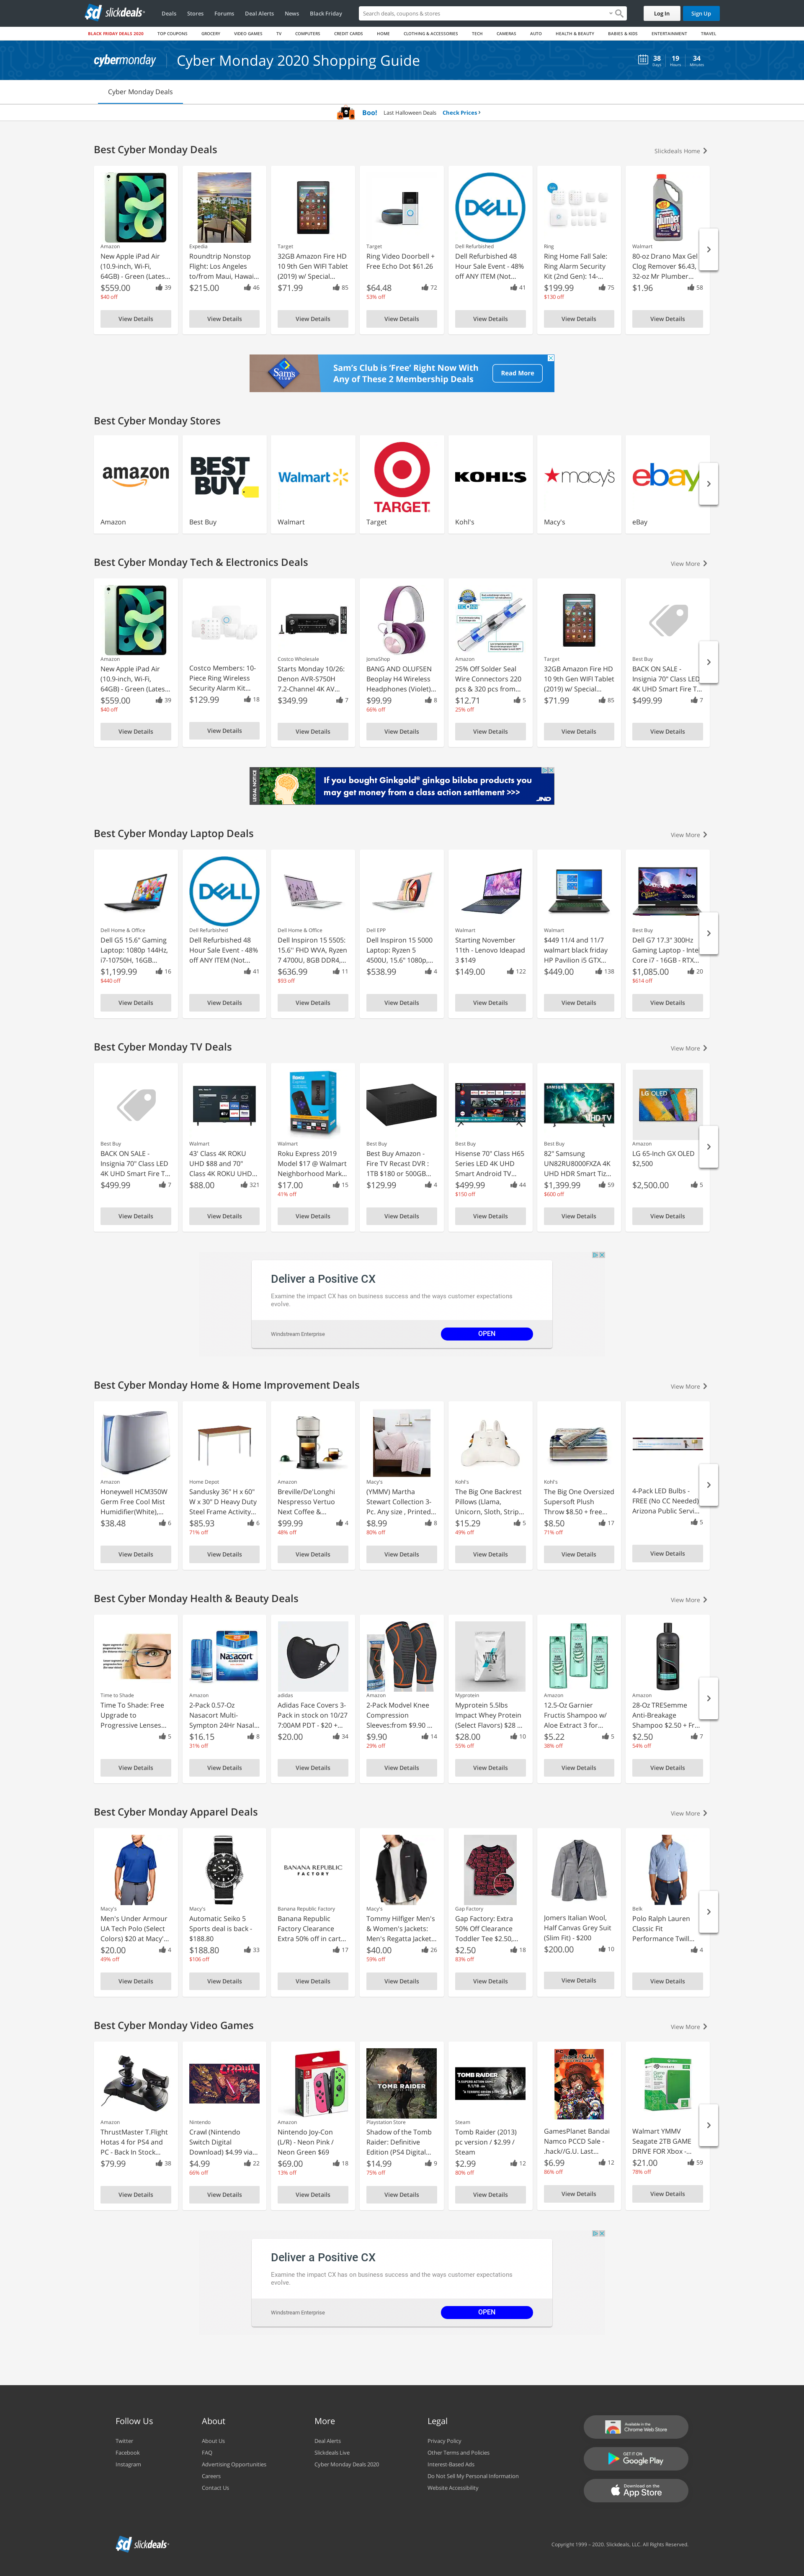 slickdeals
Deals Stores Forums Deal Alerts News Black Friday
Search deals, coupons & stores
Log In Sign Up
BLACK FRIDAY DEALS 2020 TOP COUPONS GROCERY VIDEO GAMES TV COMPUTERS CREDIT CARDS HOME CLOTHING & ACCESSORIES TECH CAMERAS AUTO HEALTH & BEAUTY BABIES & KIDS ENTERTAINMENT TRAVEL
cybermonday Cyber Monday 2020 Shopping Guide
38 19 34
Days Hours Minutes
Cyber Monday Deals
Boo! Last Halloween Deals Check Prices
Best Cyber Monday Deals
Slickdeals Home
Amazon
New Apple iPad Air
(10.9-inch, Wi-Fi,
64GB) - Green (Lates...
$559.00 39
$40 off
View Details
Expedia
Roundtrip Nonstop
Flight: Los Angeles
to/from Maui, Hawai...
$215.00 46
View Details
Target
32GB Amazon Fire HD
10 9th Gen WiFi Tablet
(2019) w/ Special...
$71.99 85
View Details
Target
Ring Video Doorbell +
Free Echo Dot $61.26
$64.48 72
53% off
View Details
DELL
Dell Refurbished
Dell Refurbished 48
Hour Sale Event - 48%
off ANY ITEM (Not...
41
View Details
Ring
Ring Home Fall Sale:
Ring Alarm Security
Kit (2nd Gen): 14-...
$199.99 75
$130 off
View Details
Walmart
80-oz Drano Max Gel
Clog Remover $6.43,
32-oz Mr Plumber...
$1.96 58
View Details
Sam's Club is 'Free' Right Now With
Any of These 2 Membership Deals
Read More
Best Cyber Monday Stores
amazon
Amazon
BEST BUY
Best Buy
Walmart
Walmart
TARGET
Target
KOHL'S
Kohl's
macy's
Macy's
ebay
eBay
Best Cyber Monday Tech & Electronics Deals
View More
Amazon
New Apple iPad Air
(10.9-inch, Wi-Fi,
64GB) - Green (Lates...
$559.00 39
$40 off
View Details
Costco Members: 10-
Piece Ring Wireless
Security Alarm Kit...
$129.99 18
View Details
Costco Wholesale
Starts Monday 10/26:
Denon AVR-S750H
7.2-Channel 4K AV...
$349.99 7
View Details
JomaShop
BANG AND OLUFSEN
Beoplay H4 Wireless
Headphones (Violet)...
$99.99 8
66% off
View Details
Amazon
25% Off Solder Seal
Wire Connectors 220
pcs & 320 pcs from...
$12.71 5
25% off
View Details
Target
32GB Amazon Fire HD
10 9th Gen WiFi Tablet
(2019) w/ Special...
$71.99 85
View Details
Best Buy
BACK ON SALE -
Insignia 70" Class LED
4K UHD Smart Fire T...
$499.99 7
View Details
LEGAL NOTICE
If you bought Ginkgold® ginkgo biloba products you
may get money from a class action settlement >>>
JND
Best Cyber Monday Laptop Deals
View More
Dell Home & Office
Dell G5 15.6" Gaming
Laptop: 1080p 144Hz,
i7-10750H, 16GB...
$1,199.99 16
$440 off
View Details
DELL
Dell Refurbished
Dell Refurbished 48
Hour Sale Event - 48%
off ANY ITEM (Not...
41
View Details
Dell Home & Office
Dell Inspiron 15 5505:
15.6'' FHD WVA, Ryzen
7 4700U, 8GB DDR4,...
$636.99 11
$93 off
View Details
Dell EPP
Dell Inspiron 15 5000
Laptop: Ryzen 5
4500U, 15.6" 1080p,...
$538.99 4
View Details
Walmart
Starting November
11th - Lenovo Ideapad
3 $149
$149.00 122
View Details
Walmart
$449 11/4 and 11/7
walmart black friday
HP Pavilion i5 GTX...
$449.00 138
View Details
Best Buy
Dell G7 17.3" 300Hz
Gaming Laptop - Inte
Core i7 - 16GB - RTX...
$1,085.00 20
$614 off
View Details
Best Cyber Monday TV Deals
View More
Best Buy
BACK ON SALE -
Insignia 70" Class LED
4K UHD Smart Fire T...
$499.99 7
View Details
Walmart
43' Class 4K ROKU
UHD $88 and 70"
Class 4K ROKU UHD...
$88.00 321
View Details
Walmart
Roku Express 2019
Model $17 @ Walmart
Neighborhood Mark...
$17.00 15
41% off
View Details
Best Buy
Best Buy Amazon -
Fire TV Recast DVR :
1TB $180 or 500GB...
$129.99 4
View Details
Best Buy
Hisense 70" Class H65
Series LED 4K UHD
Smart Android TV...
$499.99 44
$150 off
View Details
SAMSUNG
UHD TV
Best Buy
82" Samsung
UN82RU8000FXZA 4K
UHD HDR Smart Tiz...
$1,399.99 59
$600 off
View Details
LG OLED
Amazon
LG 65-Inch GX OLED
$2,500
$2,500.00 5
View Details
Deliver a Positive CX
Examine the impact CX has on business success and the ways customer expectations
evolve.
Windstream Enterprise OPEN
Best Cyber Monday Home & Home Improvement Deals
View More
Amazon
Honeywell HCM350W
Germ Free Cool Mist
Humidifier(White),...
$38.48 6
View Details
Home Depot
Sandusky 36" H x 60"
W x 30" D Heavy Duty
Steel Frame Activity...
$85.93 6
71% off
View Details
Amazon
Breville/De'Longhi
Nespresso Vertuo
Next Coffee &...
$99.99 4
48% off
View Details
Macy's
(YMMV) Martha
Stewart Collection 3-
Pc. Any size , Printed...
$8.99 8
80% off
View Details
Kohl's
The Big One Backrest
Pillows (Llama,
Unicorn, Sloth, Strip...
$15.29 5
49% off
View Details
Kohl's
The Big One Oversized
Supersoft Plush
Throw $8.50 + free...
$8.50 17
71% off
View Details
4-Pack LED Bulbs -
FREE (No CC Needed)
Arizona Public Servi...
5
View Details
Best Cyber Monday Health & Beauty Deals
View More
Time to Shade
Time To Shade: Free
Upgrade to
Progressive Lenses...
5
View Details
Nasacort
Amazon
2-Pack 0.57-Oz
Nasacort Multi-
Sympton 24Hr Nasal...
$16.15 8
31% off
View Details
adidas
Adidas Face Covers 3-
Pack in stock on 10/27
7:00AM PDT - $20 +...
$20.00 34
View Details
Amazon
2-Pack Modvel Knee
Compression
Sleeves:from $9.90 ...
$9.90 14
29% off
View Details
Myprotein
Myprotein 5.5lbs
Impact Whey Protein
(Select Flavors) $28 ...
$28.00 10
55% off
View Details
Amazon
12.5-Oz Garnier
Fructis Shampoo w/
Aloe Extract 3 for...
$5.22 5
38% off
View Details
Amazon
28-Oz TRESemme
Anti-Breakage
Shampoo $2.50 + Fr...
$2.50 7
54% off
View Details
Best Cyber Monday Apparel Deals
View More
Macy's
Men's Under Armour
UA Tech Polo (Select
Colors) $20 at Macy'...
$20.00 4
49% off
View Details
Macy's
Automatic Seiko 5
Sports deal is back -
$188.80
$188.80 33
$106 off
View Details
BANANA REPUBLIC
FACTORY
Banana Republic Factory
Banana Republic
Factory Clearance
Extra 50% off in cart...
17
View Details
Macy's
Tommy Hilfiger Men's
& Women's Jackets:
Men's Regatta Jacket...
$40.00 26
59% off
View Details
Gap Factory
Gap Factory: Extra
50% Off Clearance
Toddler Tee $2.50,...
$2.50 18
83% off
View Details
Jomers Italian Wool,
Half Canvas Grey Suit
(Slim Fit) - $200
$200.00 10
View Details
Belk
Polo Ralph Lauren
Classic Fit
Performance Twill...
4
View Details
Best Cyber Monday Video Games
View More
Amazon
ThrustMaster T.Flight
Hotas 4 for PS4 and
PC - Back In Stock...
$79.99 38
View Details
Nintendo
Crawl (Nintendo
Switch Digital
Download) $4.99 via...
$4.99 22
66% off
View Details
Amazon
Nintendo Joy-Con
(L/R) - Neon Pink /
Neon Green $69
$69.00 18
13% off
View Details
TOMB RAIDER
Playstation Store
Shadow of the Tomb
Raider: Definitive
Edition (PS4 Digital...
$14.99 9
75% off
View Details
TOMB RAIDER
Steam
Tomb Raider (2013)
pc version / $2.99 /
Steam
$2.99 12
80% off
View Details
GamesPlanet Bandai
Namco PCCD Sale -
.hack//G.U. Last...
$6.99 12
86% off
View Details
Walmart YMMV
Seagate 2TB GAME
DRIVE FOR Xbox -...
$21.00 59
78% off
View Details
Deliver a Positive CX
Examine the impact CX has on business success and the ways customer expectations
evolve.
Windstream Enterprise OPEN
Follow Us
Twitter
Facebook
Instagram
About
About Us
FAQ
Advertising Opportunities
Careers
Contact Us
More
Deal Alerts
Slickdeals Live
Cyber Monday Deals 2020
Legal
Privacy Policy
Other Terms and Policies
Interest-Based Ads
Do Not Sell My Personal Information
Website Accessibility
Available in the
Chrome Web Store
GET IT ON
Google Play
Download on the
App Store
slickdeals
Copyright 1999 - 2020. Slickdeals, LLC. All Rights Reserved.